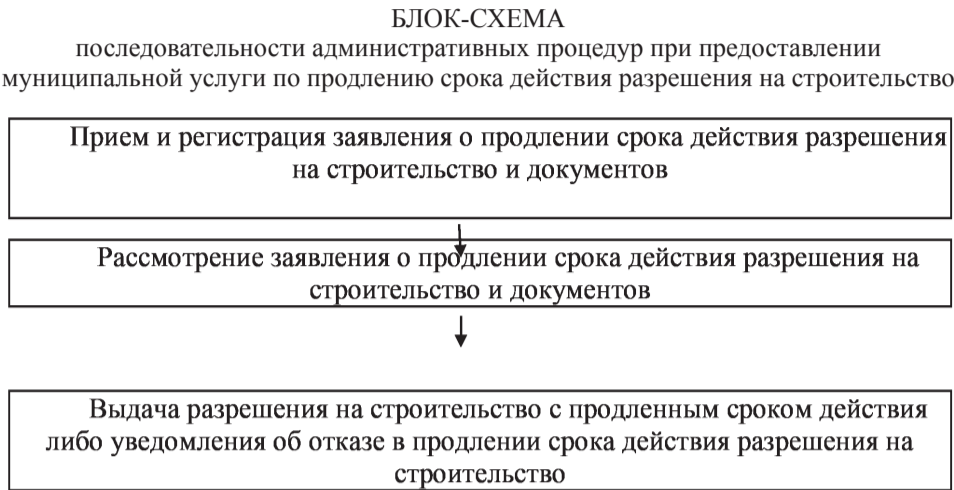 БЛОК-СХЕМА
последовательности административных процедур при предоставлении
муниципальной услуги по продлению срока действия разрешения на строительство
Прием и регистрация заявления о продлении срока действия разрешения
на строительство и документов
Рассмотрение заявления о продлении срока действия разрешения на
строительство и документов
Выдача разрешения на строительство с продленным сроком действия
либо уведомления об отказе в продлении срока действия разрешения на
строительство